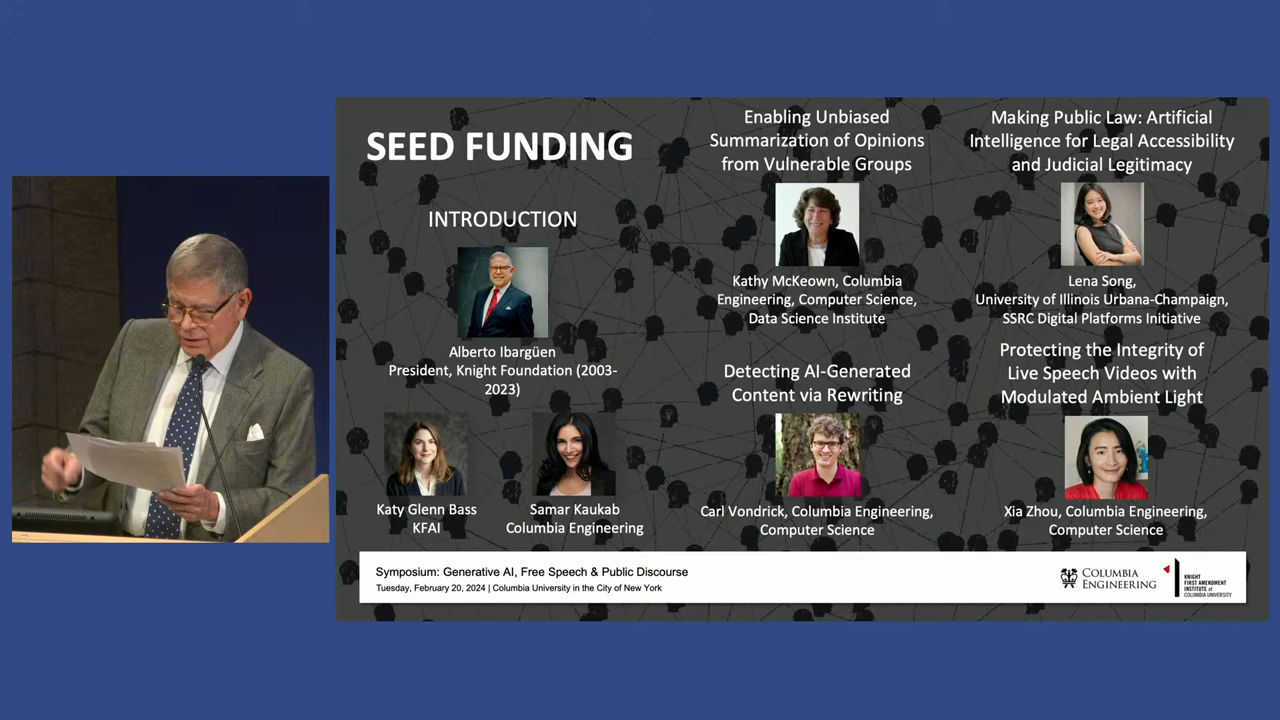 SEED FUNDING
INTRODUCTION
Alberto Ibargüen
President, Knight Foundation (2003-
2023)
Katy Glenn Bass
KFAI
Samar Kaukab
Columbia Engineering
Enabling Unbiased
Summarization of Opinions
from Vulnerable Groups
Kathy McKeown, Columbia
Engineering, Computer Science,
Data Science Institute
Detecting AI-Generated
Content via Rewriting
Carl Vondrick, Columbia Engineering,
Computer Science
Making Public Law: Artificial
Intelligence for Legal Accessibility
and Judicial Legitimacy
Lena Song,
University of Illinois Urbana-Champaign,
SSRC Digital Platforms Initiative
Protecting the Integrity of
Live Speech Videos with
Modulated Ambient Light
Xia Zhou, Columbia Engineering,
Computer Science
Symposium: Generative AI, Free Speech & Public Discourse
Tuesday, February 20, 2024 | Columbia University in the City of New York
COLUMBIA
ENGINEERING
KNIGHT
FIRST AMENDMENT
INSTITUTE at
COLUMBIA UNIVERSITY